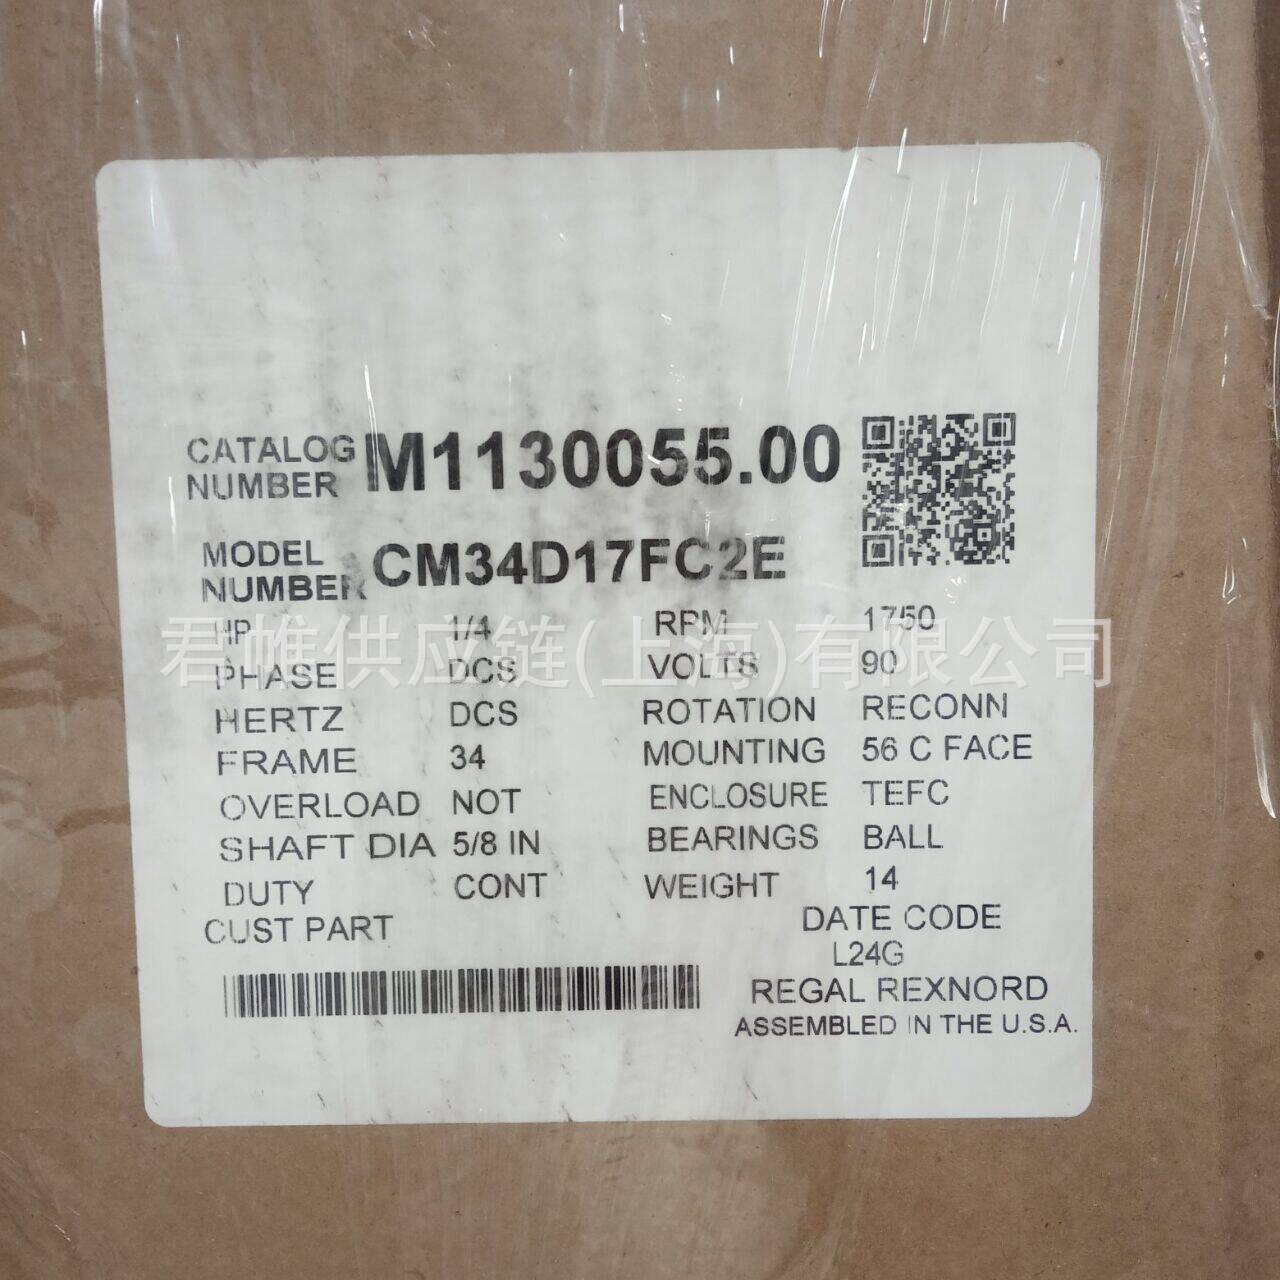 CATALOG NUMBER M1130055.00
MODEL NUMBER CM34D17FC2E
HP 1/4 RPM 1750
君帷供应链(上海)有限公司
PHASE DCS VOLTS 90
HERTZ DCS ROTATION RECONN
FRAME 34 MOUNTING 56 C FACE
OVERLOAD NOT ENCLOSURE TEFC
SHAFT DIA 5/8 IN BEARINGS BALL
DUTY CONT WEIGHT 14
CUST PART DATE CODE
L24G
REGAL REXNORD
ASSEMBLED IN THE U.S.A.